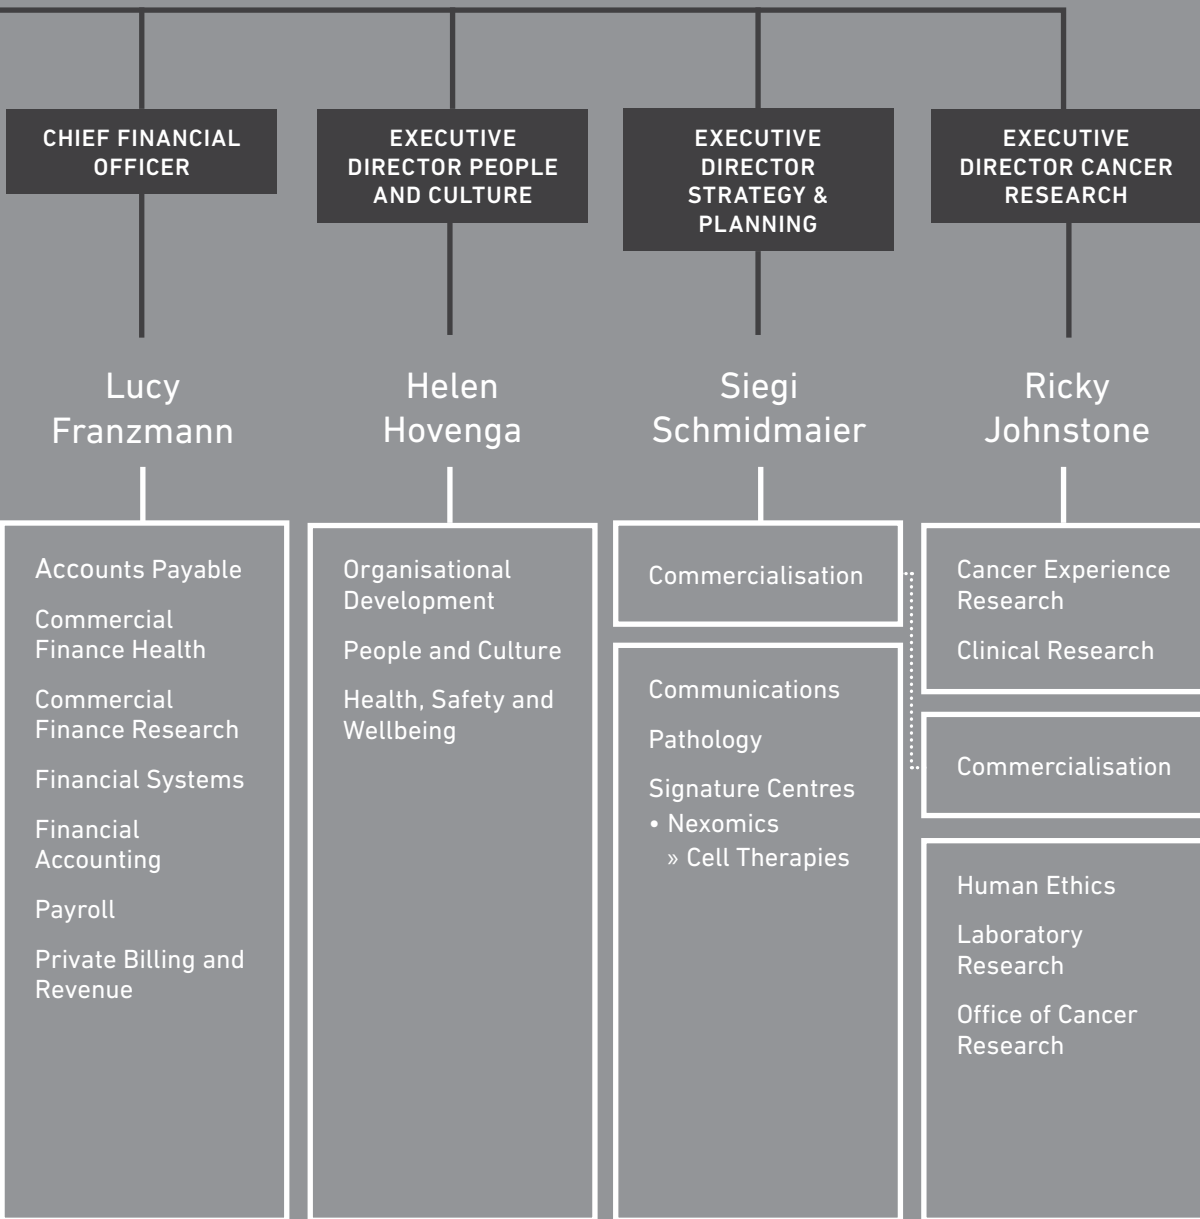 CHIEF FINANCIAL
OFFICER
EXECUTIVE
DIRECTOR PEOPLE
AND CULTURE
EXECUTIVE
DIRECTOR
STRATEGY &
PLANNING
EXECUTIVE
DIRECTOR CANCER
RESEARCH
Lucy
Franzmann
Helen
Hovenga
Siegi
Schmidmaier
Ricky
Johnstone
Accounts Payable
Commercial
Finance Health
Commercial
Finance Research
Financial Systems
Financial
Accounting
Payroll
Private Billing and
Revenue
Organisational
Development
People and Culture
Health, Safety and
Wellbeing
Commercialisation
Communications
Pathology
Signature Centres
• Nexomics
» Cell Therapies
Cancer Experience
Research
Clinical Research
Commercialisation
Human Ethics
Laboratory
Research
Office of Cancer
Research